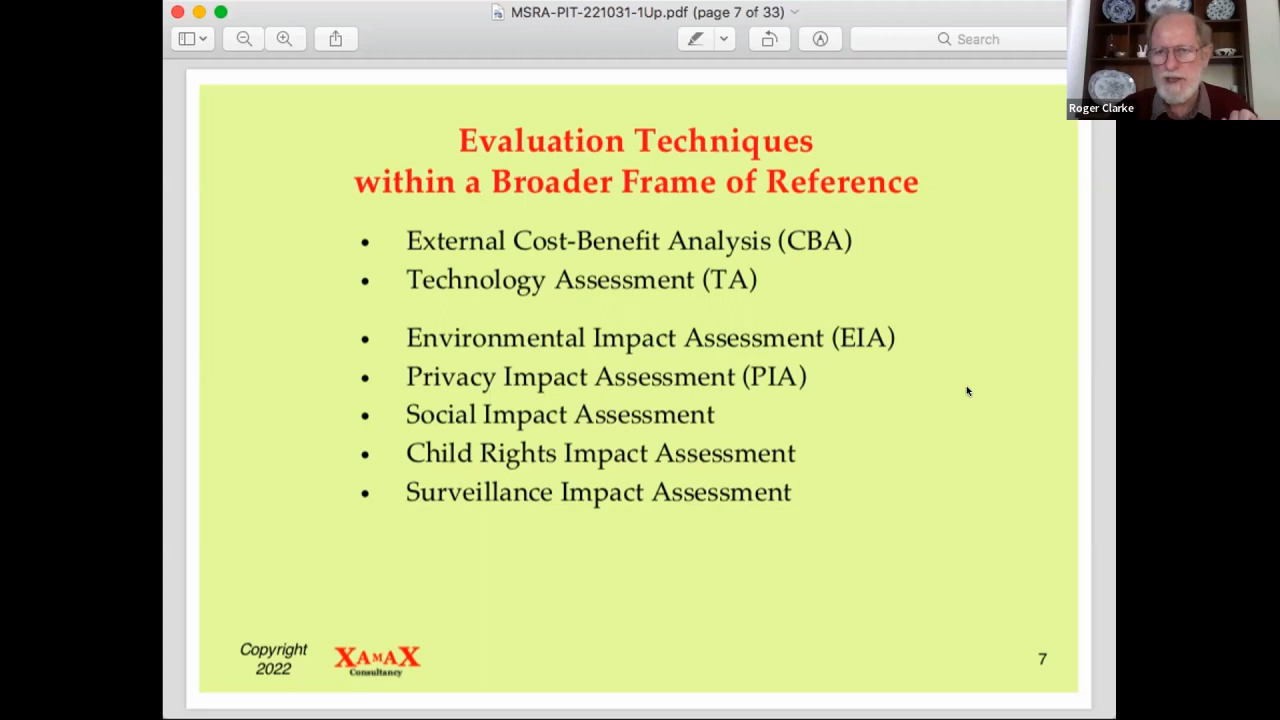 MSRA-PIT-221031-1Up.pdf (page 7 of 33)
Search
Roger Clarke
Evaluation Techniques
within a Broader Frame of Reference
• External Cost-Benefit Analysis (CBA)
• Technology Assessment (TA)
• Environmental Impact Assessment (EIA)
• Privacy Impact Assessment (PIA)
• Social Impact Assessment
• Child Rights Impact Assessment
• Surveillance Impact Assessment
Copyright
2022
XAMAX
Consultancy
7